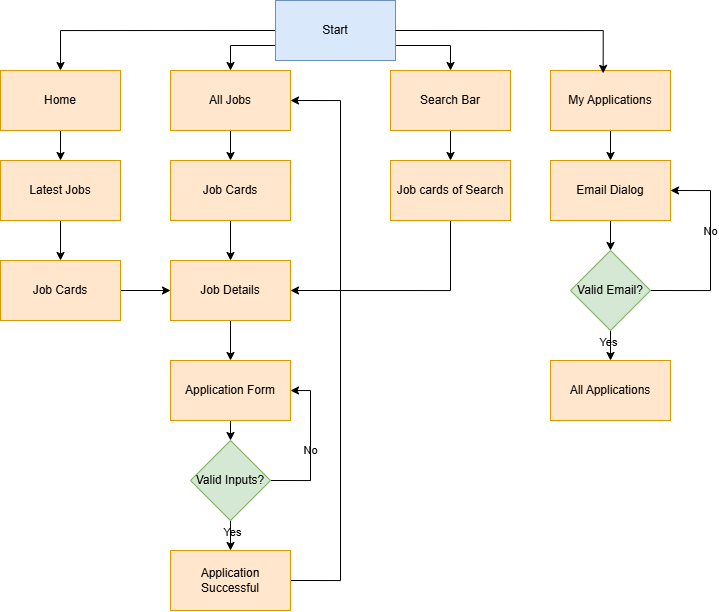 Start
Home
All Jobs
Search Bar
My Applications
Latest Jobs
Job Cards
Job cards of Search
Email Dialog
No
Job Cards
Job Details
Valid Email?
Yes
Application Form
All Applications
No
Valid Inputs?
Yes
Application
Successful